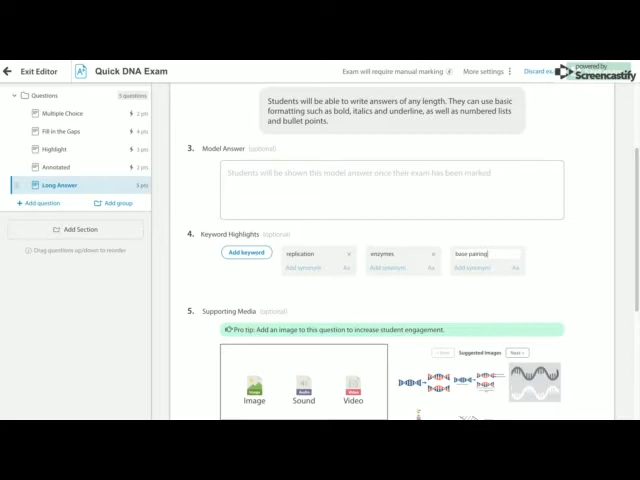 Exit Editor
Quick DNA Exam
Exam will require manual marking
More settings
Discard ex
powered by
Screencastify
Questions
5 questions
Multiple Choice
2 pts
Fill in the Gaps
4 pts
Highlight
3 pts
Annotated
2 pts
Long Answer
5 pts
+ Add question
Add group
Add Section
Drag questions up/down to reorder
Students will be able to write answers of any length. They can use basic
formatting such as bold, italics and underline, as well as numbered lists
and bullet points.
3. Model Answer (optional)
Students will be shown this model answer once their exam has been marked
4. Keyword Highlights (optional)
Add keyword
replication x
enzymes x
base pairing
Add synonym Aa
Add synonym Aa
Add synonym Aa
5. Supporting Media (optional)
Pro tip: Add an image to this question to increase student engagement.
Suggested Images
Next >
Image
Sound
Video